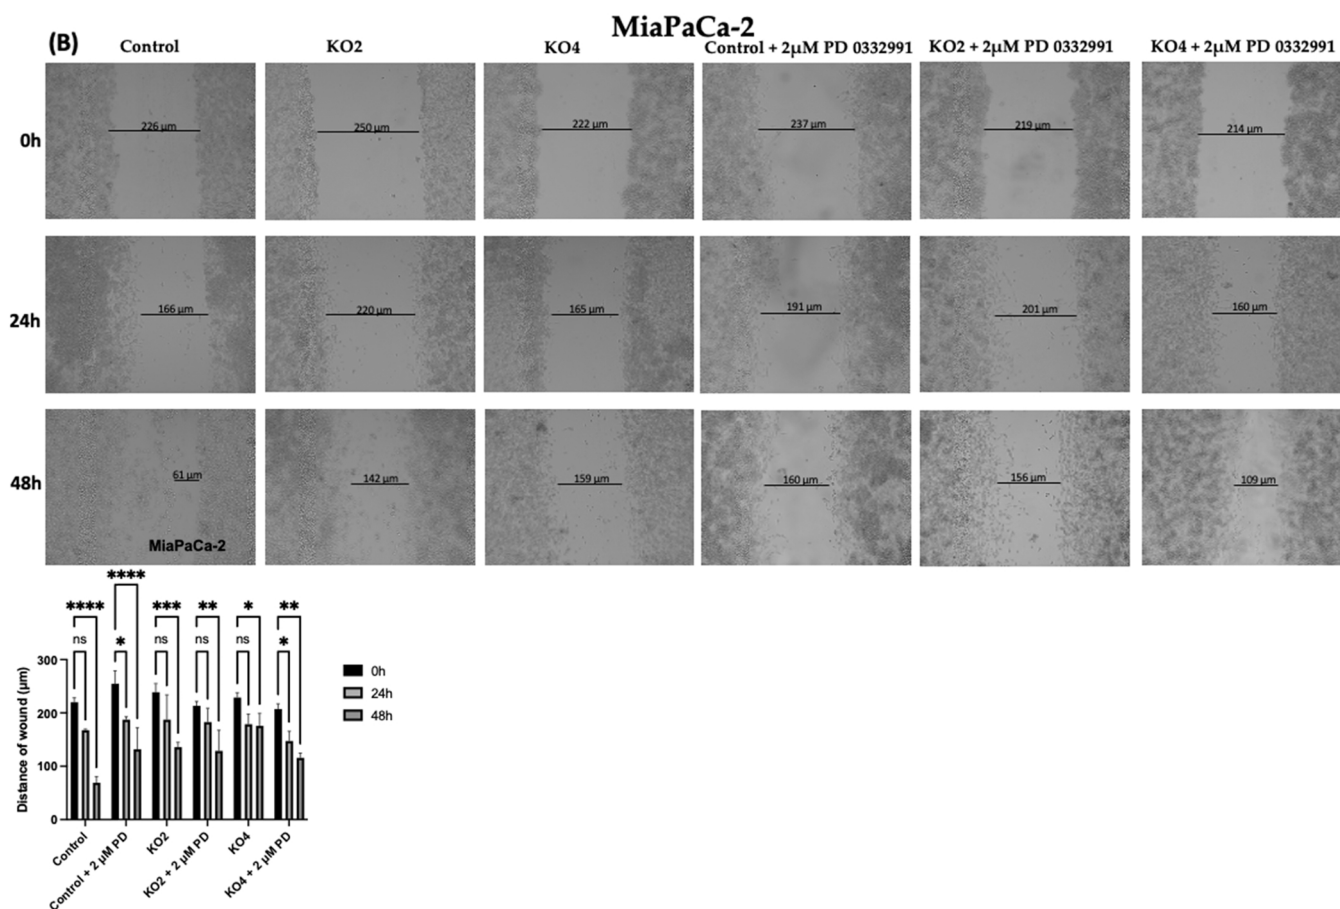 MiaPaCa-2
(B)
Control KO2 KO4 Control + 2μM PD 0332991 KO2 + 2μM PD 0332991 KO4 + 2μM PD 0332991
0h 226 μm 250 μm 222 μm 237 μm 219 μm 214 μm
24h 166 μm 220 μm 165 μm 191 μm 201 μm 160 μm
48h 61 μm 142 μm 159 μm 160 μm 156 μm 109 μm
MiaPaCa-2
****
**** *** ** * **
ns * ns ns ns *
Distance of wound (μm)
300
200
100
0
0h
24h
48h
Control
Control + 2 μM PD
KO2
KO2 + 2 μM PD
KO4
KO4 + 2 μM PD